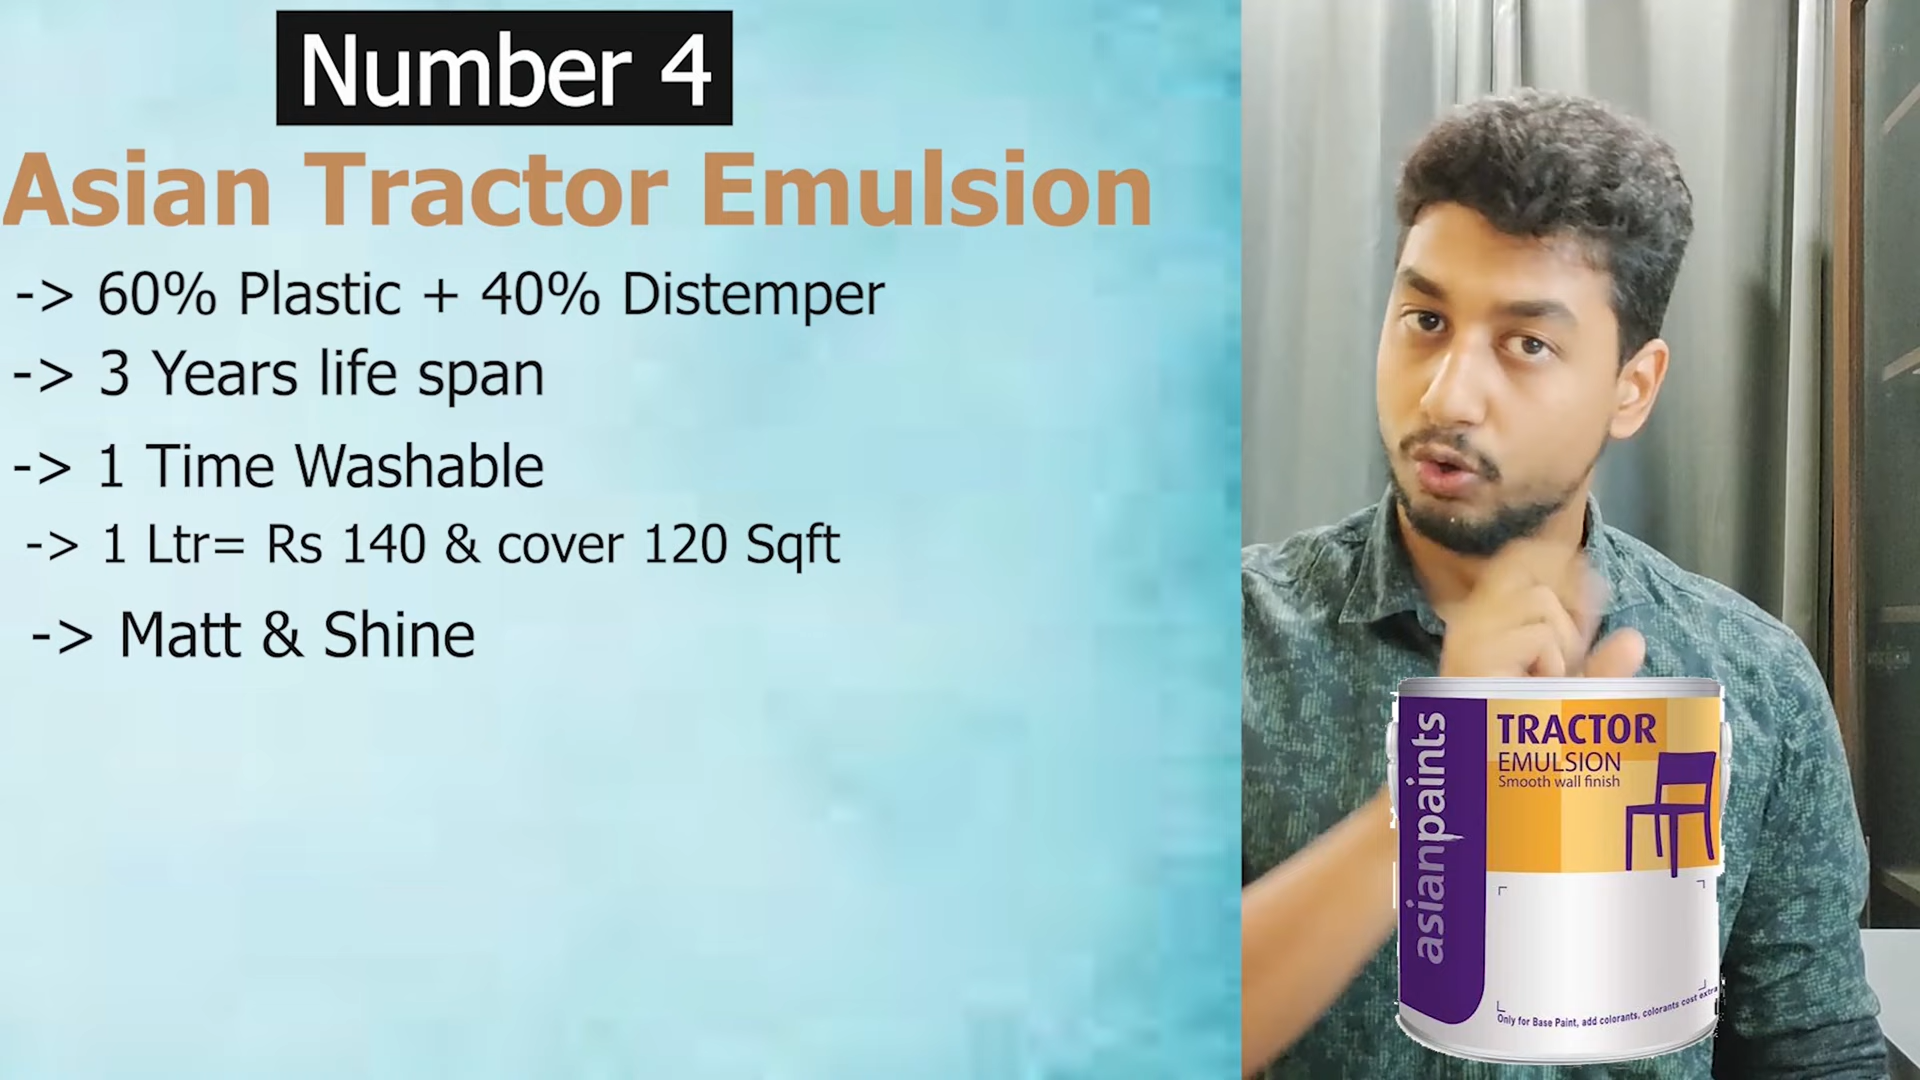 Number 4
Asian Tractor Emulsion
-> 60% Plastic + 40% Distemper
-> 3 Years life span
-> 1 Time Washable
-> 1 Ltr= Rs 140 & cover 120 Sqft
-> Matt & Shine
asianpaints
TRACTOR
EMULSION
Smooth wall finish
Only for Base Paint, add colorants, colorants cost extra